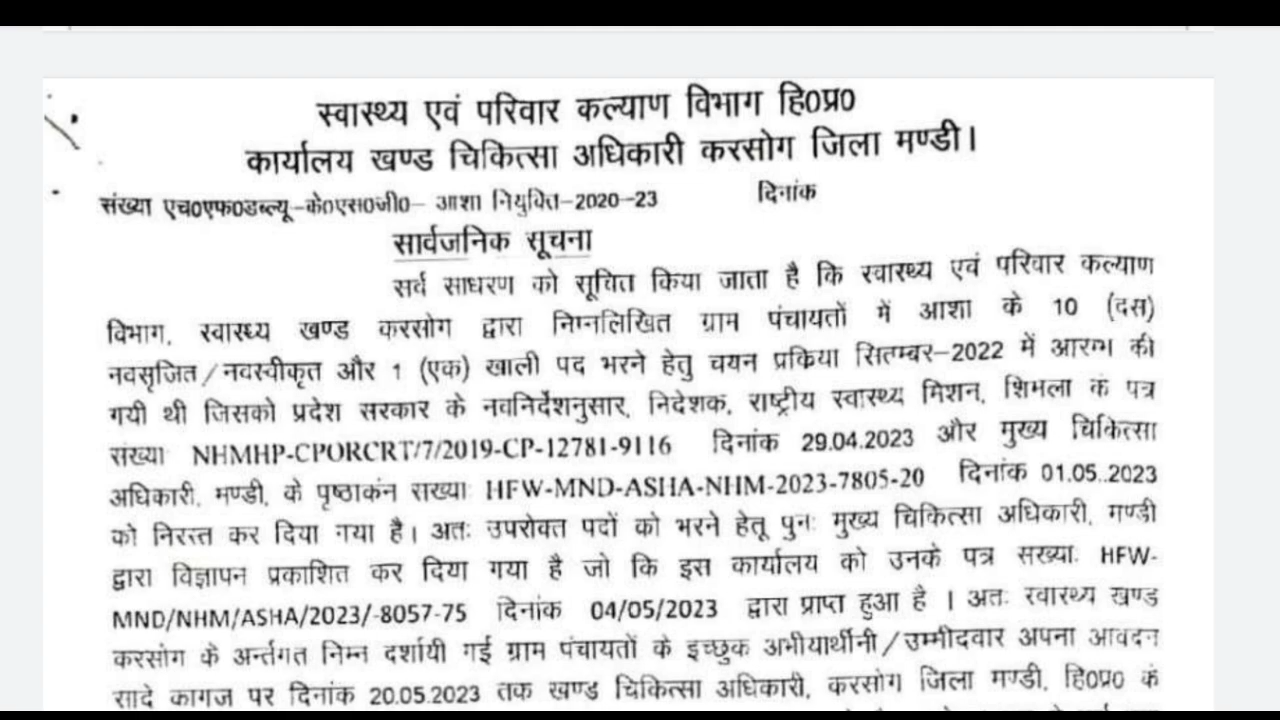 स्वास्थ्य एवं परिवार कल्याण विभाग हि0प्र0
कार्यालय खण्ड चिकित्सा अधिकारी करसोग जिला मण्डी।
संख्या एच0एफ0डब्ल्यू-के0एस0जी0- आशा नियुक्ति-2020-23 दिनांक
सार्वजनिक सूचना
सर्व साधरण को सूचित किया जाता है कि स्वास्थ्य एवं परिवार कल्याण
विभाग, स्वास्थ्य खण्ड करसोग द्वारा निम्नलिखित ग्राम पंचायतों में आशा के 10 (दस)
नवसृजित/नवस्वीकृत और 1 (एक) खाली पद भरने हेतु चयन प्रकिया सितम्बर-2022 में आरम्भ की
गयी थी जिसको प्रदेश सरकार के नवनिर्देशनुसार, निदेशक, राष्ट्रीय स्वास्थ्य मिशन, शिमला के पत्र
संख्या NHMHP-CPORCRT/7/2019-CP-12781-9116 दिनांक 29.04.2023 और मुख्य चिकित्सा
अधिकारी, मण्डी, के पृष्ठाकंन सख्या HFW-MND-ASHA-NHM-2023-7805-20 दिनांक 01.05..2023
को निरस्त कर दिया गया है। अतः उपरोक्त पदों को भरने हेतू पुनः मुख्य चिकित्सा अधिकारी, मण्डी
द्वारा विज्ञापन प्रकाशित कर दिया गया है जो कि इस कार्यालय को उनके पत्र सख्या. HFW-
MND/NHM/ASHA/2023/-8057-75 दिनांक 04/05/2023 द्वारा प्राप्त हुआ है । अतः स्वास्थ्य खण्ड
करसोग के अर्न्तगत निम्न दर्शायी गई ग्राम पंचायतों के इच्छुक अभीयार्थीनी/उम्मीदवार अपना आवदन
सादे कागज पर दिनांक 20.05.2023 तक खण्ड चिकित्सा अधिकारी, करसोग जिला मण्डी, हि0प्र0 के